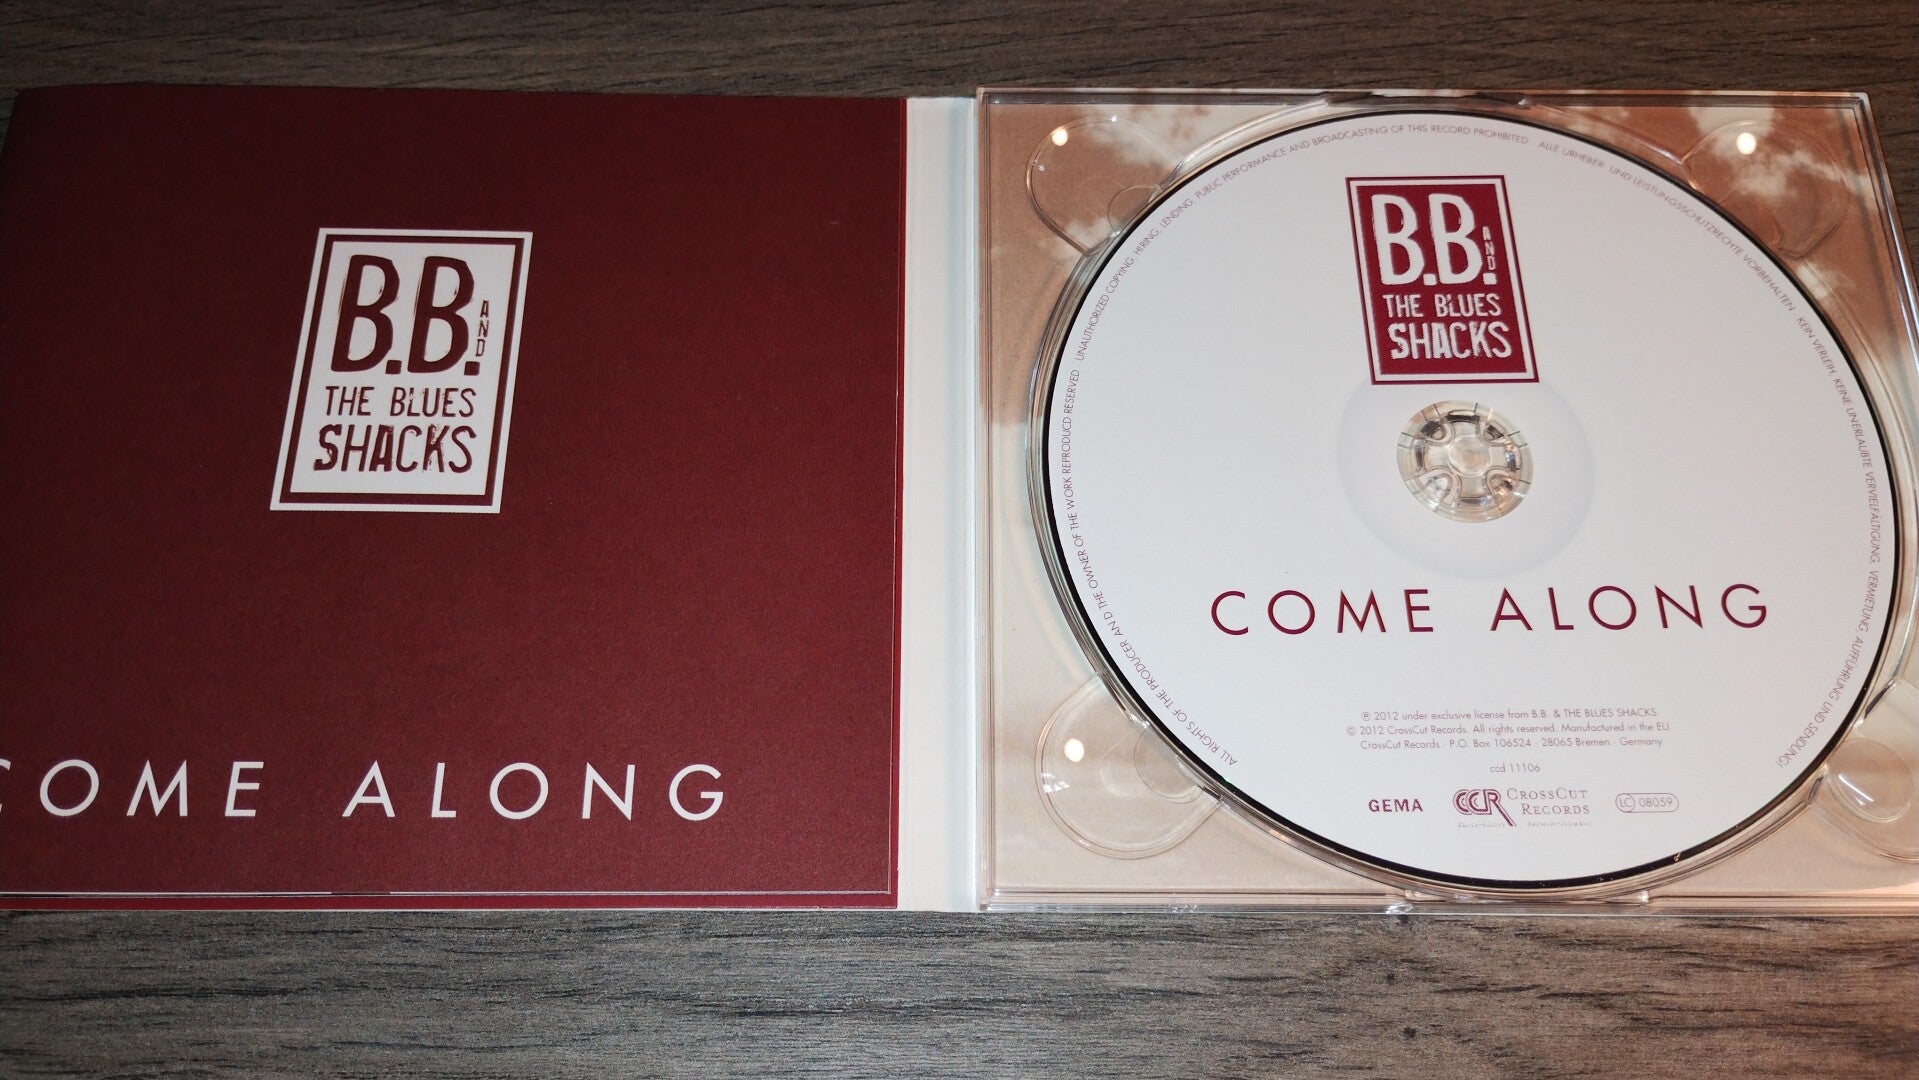 B.B. AND
THE BLUES
SHACKS
COME ALONG
ALL RIGHTS OF THE PRODUCER AND THE OWNER OF THE WORK REPRODUCD RESERVED · UNAUTHORIZED COPYING, HIRING, LENDING, PUBLIC PERFORMANCE AND BROADCASTING OF THIS RECORD PROHIBITED · ALLE URHEBER- UND LEISTUNGSSCHUTZRECHTE VORBEHALTEN · KEIN VERLEIH, KEINE UNERLAUBTE VERVIELFÄLTIGUNG, VERMIETUNG, AUFFÜHRUNG UND SENDUNG!
B.B. AND
THE BLUES
SHACKS
COME ALONG
℗ 2012 under exclusive license from B.B. & THE BLUES SHACKS
© 2012 CrossCut Records. All rights reserved. Manufactured in the EU
CrossCut Records · P.O. Box 106524 · 28065 Bremen · Germany
ccd 11106
GEMA CCR CROSSCUT
RECORDS
LC 08059